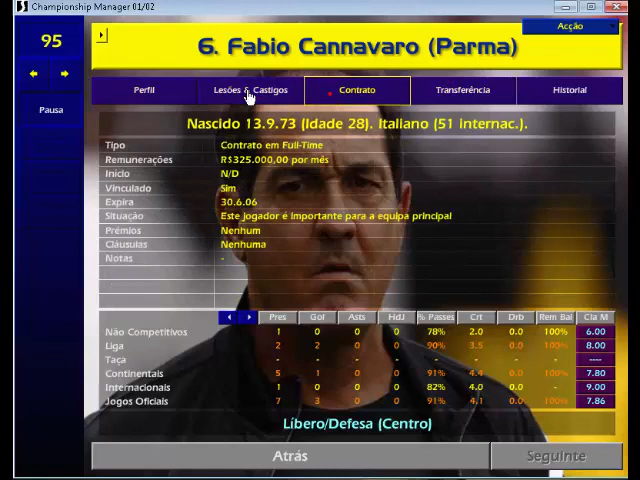 Championship Manager 01/02
95
Acção
6. Fabio Cannavaro (Parma)
Perfil Lesões & Castigos Contrato Transferência Historial
Pausa
Nascido 13.9.73 (Idade 28). Italiano (51 internac.).
Tipo Contrato em Full-Time
Remunerações R$325.000,00 por mês
Início N/D
Vinculado Sim
Expira 30.6.06
Situação Este jogador é importante para a equipa principal
Prémios Nenhum
Cláusulas Nenhuma
Notas -
Pres Gol Asts HdJ % Passes Crt Drb Rem Bal Cla M
Não Competitivos 1 0 0 0 78% 2.0 0.0 100% 6.00
Liga 2 2 0 0 90% 3.5 0.0 100% 8.00
Taça - - - - - - - - ----
Continentais 5 1 0 0 91% 4.4 0.0 100% 7.80
Internacionais 1 0 0 0 82% 4.0 0.0 - 9.00
Jogos Oficiais 7 3 0 0 91% 4.1 0.0 100% 7.86
Líbero/Defesa (Centro)
Atrás Seguinte